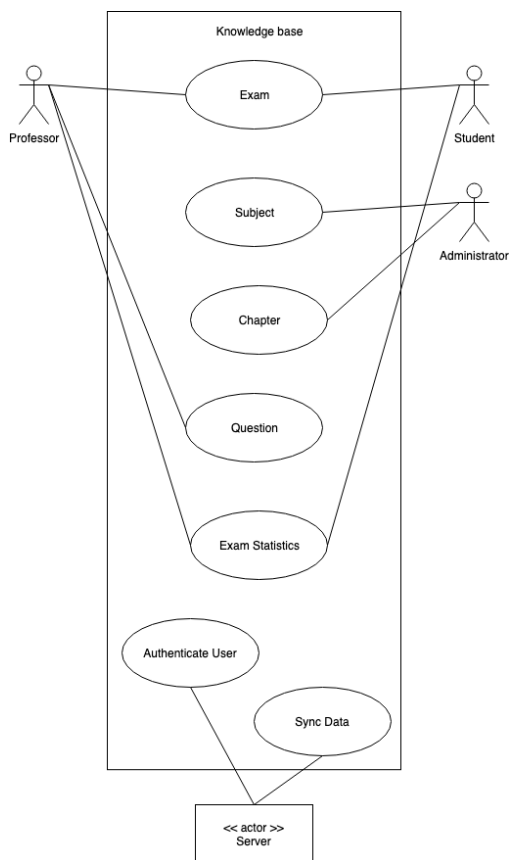 Knowledge base
Exam
Professor
Student
Subject
Administrator
Chapter
Question
Exam Statistics
Authenticate User
Sync Data
<< actor >>
Server